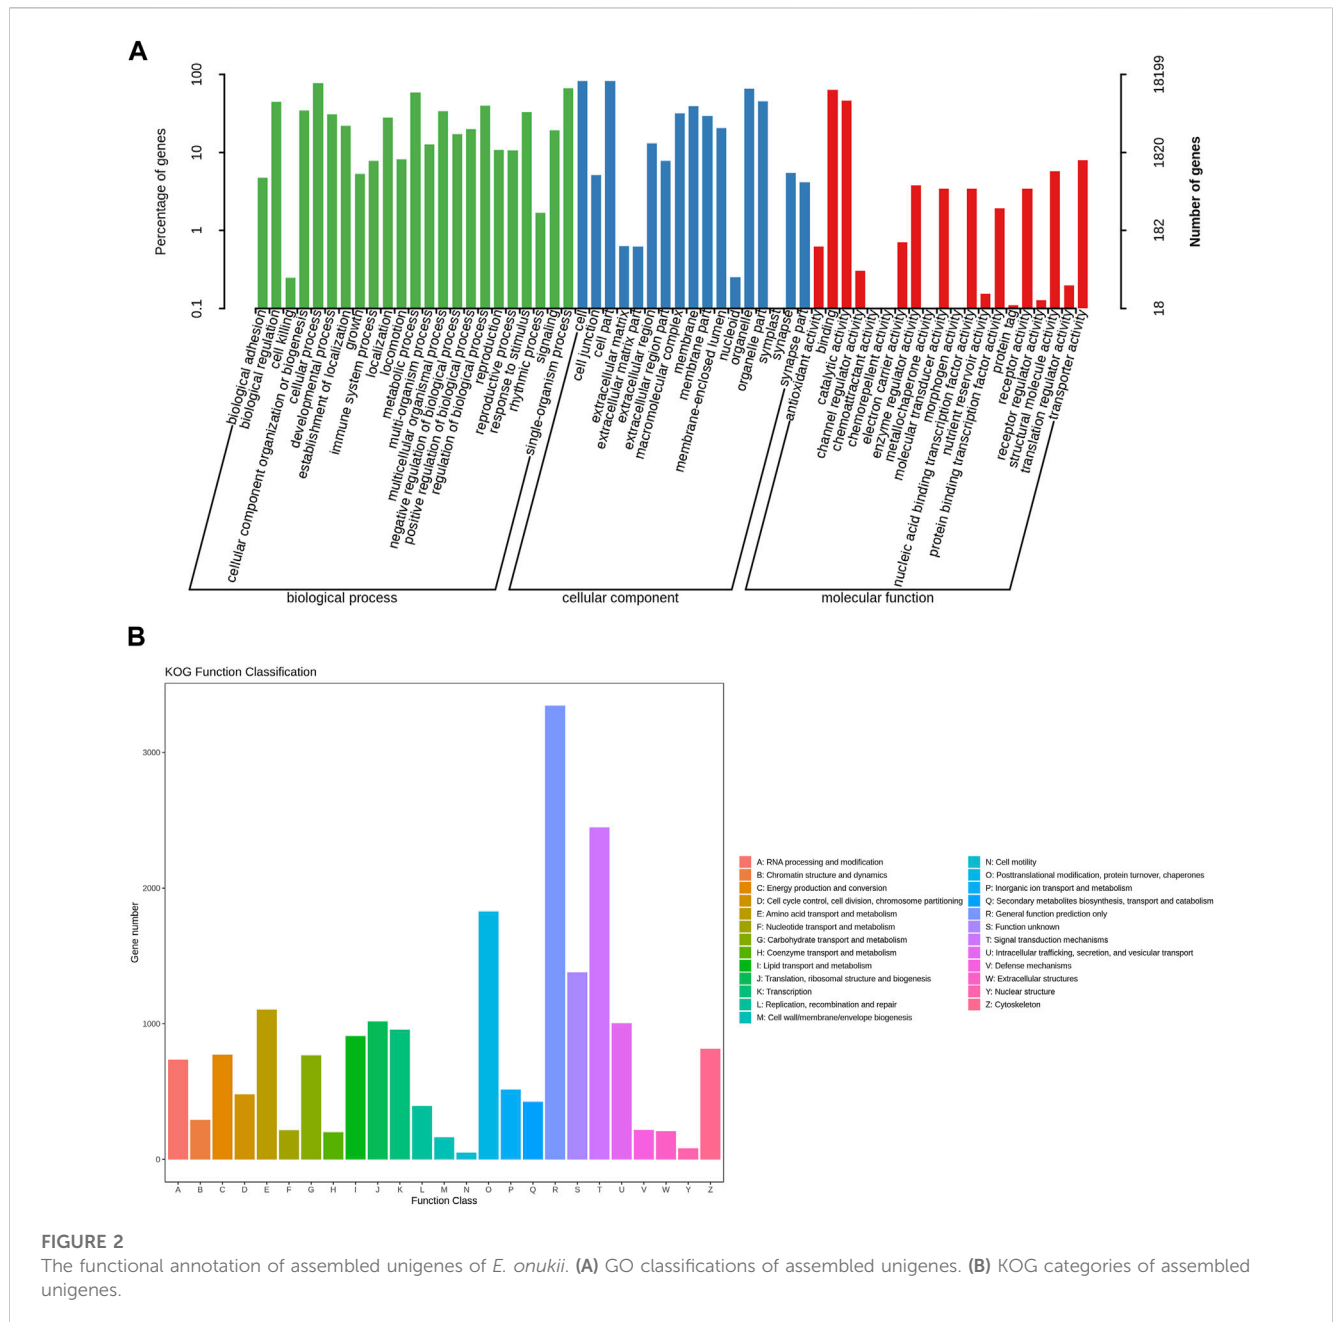 A
Percentage of genes
100
10
1
0.1
18199
1820
182
18
Number of genes
biological adhesion
biological regulation
cell killing
cellular component organization or biogenesis
cellular process
developmental process
establishment of localization
growth
immune system process
localization
locomotion
metabolic process
multi-organism process
multicellular organismal process
negative regulation of biological process
positive regulation of biological process
regulation of biological process
reproduction
reproductive process
response to stimulus
rhythmic process
signaling
single-organism process
cell
cell junction
cell part
extracellular matrix
extracellular matrix part
extracellular region
extracellular region part
macromolecular complex
membrane
membrane part
membrane-enclosed lumen
nucleoid
organelle
organelle part
symplast
synapse
synapse part
antioxidant activity
binding
catalytic activity
channel regulator activity
chemoattractant activity
chemorepellent activity
electron carrier activity
enzyme regulator activity
metallochaperone activity
molecular transducer activity
morphogen activity
nucleic acid binding transcription factor activity
nutrient reservoir activity
protein binding transcription factor activity
protein tag
receptor activity
receptor regulator activity
structural molecule activity
translation regulator activity
transporter activity
biological process
cellular component
molecular function
B
KOG Function Classification
Gene number
3000
2000
1000
0
A B C D E F G H I J K L M N O P Q R S T U V W Y Z
Function Class
A: RNA processing and modification
B: Chromatin structure and dynamics
C: Energy production and conversion
D: Cell cycle control, cell division, chromosome partitioning
E: Amino acid transport and metabolism
F: Nucleotide transport and metabolism
G: Carbohydrate transport and metabolism
H: Coenzyme transport and metabolism
I: Lipid transport and metabolism
J: Translation, ribosomal structure and biogenesis
K: Transcription
L: Replication, recombination and repair
M: Cell wall/membrane/envelope biogenesis
N: Cell motility
O: Posttranslational modification, protein turnover, chaperones
P: Inorganic ion transport and metabolism
Q: Secondary metabolites biosynthesis, transport and catabolism
R: General function prediction only
S: Function unknown
T: Signal transduction mechanisms
U: Intracellular trafficking, secretion, and vesicular transport
V: Defense mechanisms
W: Extracellular structures
Y: Nuclear structure
Z: Cytoskeleton
FIGURE 2
The functional annotation of assembled unigenes of E. onukii. (A) GO classifications of assembled unigenes. (B) KOG categories of assembled
unigenes.